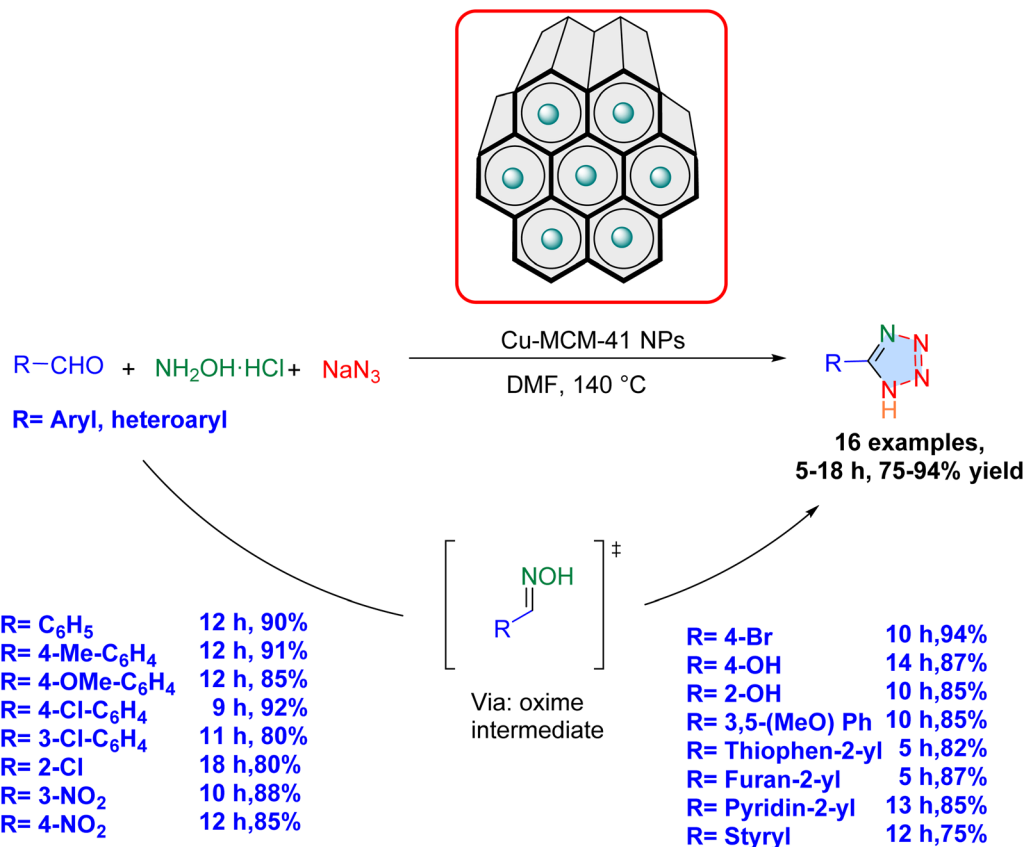 Cu-MCM-41 NPs
R–CHO + NH₂OH·HCl + NaN₃
DMF, 140 °C
R= Aryl, heteroaryl
R N N N N H
16 examples,
5-18 h, 75-94% yield
NOH
R
‡
Via: oxime
intermediate
R= C₆H₅ 12 h, 90%
R= 4-Me-C₆H₄ 12 h, 91%
R= 4-OMe-C₆H₄ 12 h, 85%
R= 4-Cl-C₆H₄ 9 h, 92%
R= 3-Cl-C₆H₄ 11 h, 80%
R= 2-Cl 18 h,80%
R= 3-NO₂ 10 h,88%
R= 4-NO₂ 12 h,85%
R= 4-Br 10 h,94%
R= 4-OH 14 h,87%
R= 2-OH 10 h,85%
R= 3,5-(MeO) Ph 10 h,85%
R= Thiophen-2-yl 5 h,82%
R= Furan-2-yl 5 h,87%
R= Pyridin-2-yl 13 h,85%
R= Styryl 12 h,75%